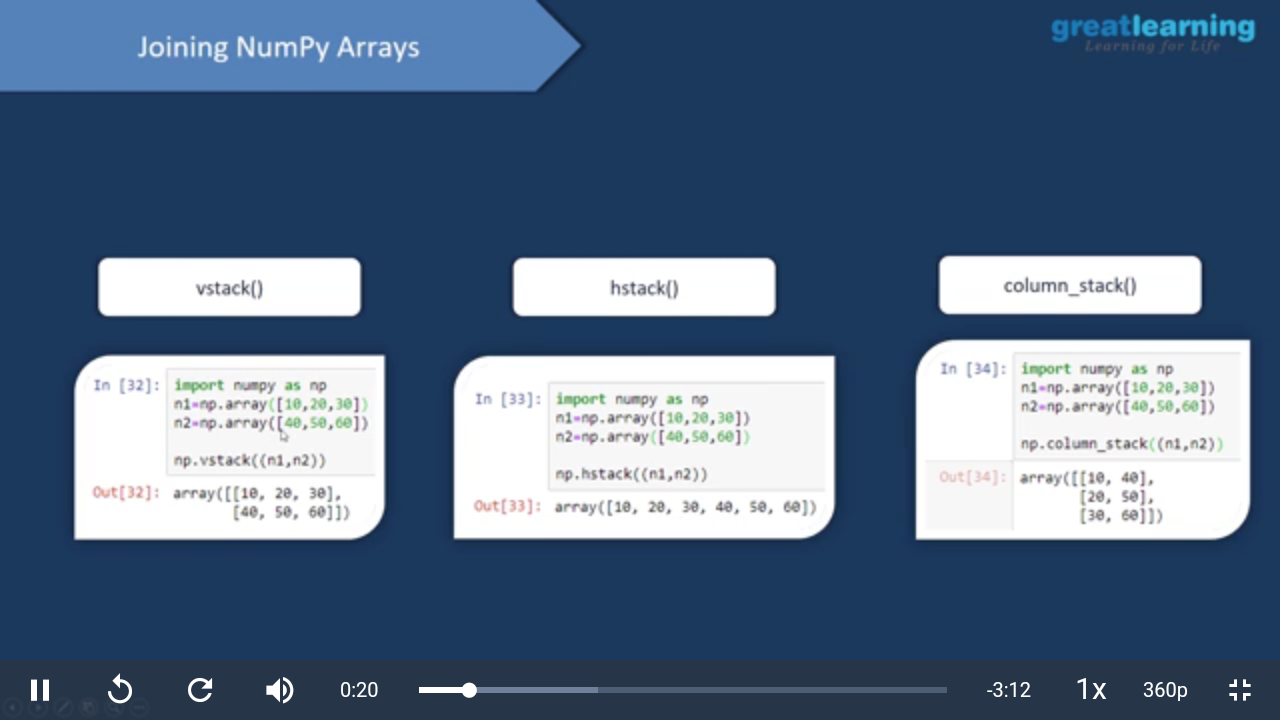 Joining NumPy Arrays
greatlearning
Learning for Life
vstack()
hstack()
column_stack()
In [32]: import numpy as np
n1=np.array([10,20,30])
n2=np.array([40,50,60])
np.vstack((n1,n2))
Out[32]: array([[10, 20, 30],
[40, 50, 60]])
In [33]: import numpy as np
n1=np.array([10,20,30])
n2=np.array([40,50,60])
np.hstack((n1,n2))
Out[33]: array([10, 20, 30, 40, 50, 60])
In [34]: import numpy as np
n1=np.array([10,20,30])
n2=np.array([40,50,60])
np.column_stack((n1,n2))
Out[34]: array([[10, 40],
[20, 50],
[30, 60]])
0:20
-3:12
1x
360p